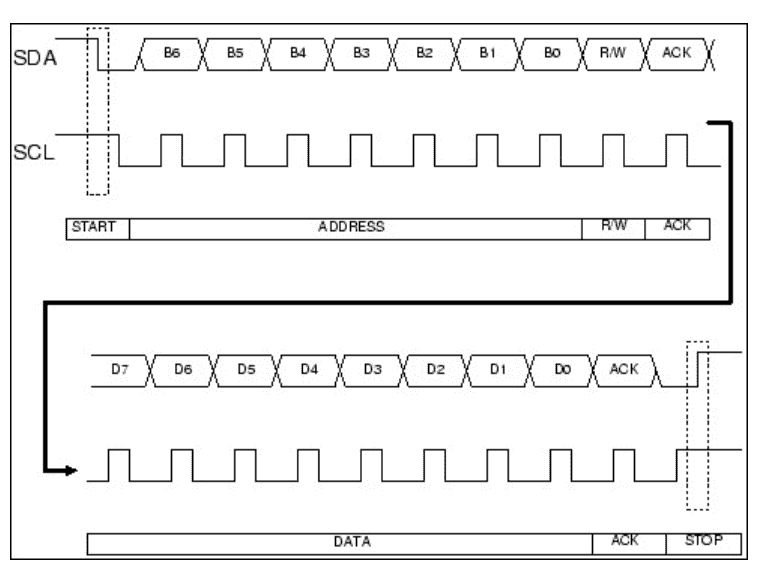 SDA B6 B5 B4 B3 B2 B1 B0 R/W ACK
SCL
START ADDRESS R/W ACK
D7 D6 D5 D4 D3 D2 D1 D0 ACK
DATA ACK STOP